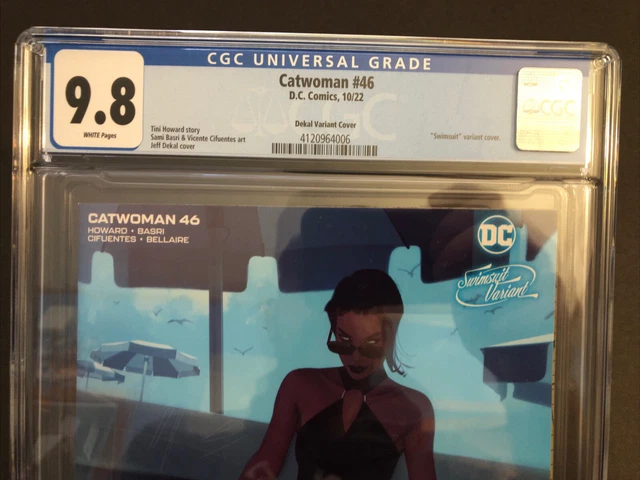 CGC UNIVERSAL GRADE
9.8
WHITE Pages
Catwoman #46
D.C. Comics, 10/22
Dekal Variant Cover
Tini Howard story
Sami Basri & Vicente Cifuentes art
Jeff Dekal cover
4120964006
"Swimsuit" variant cover.
CGC
CGC
CATWOMAN 46
HOWARD • BASRI
CIFUENTES • BELLAIRE
DC
Swimsuit
Variant